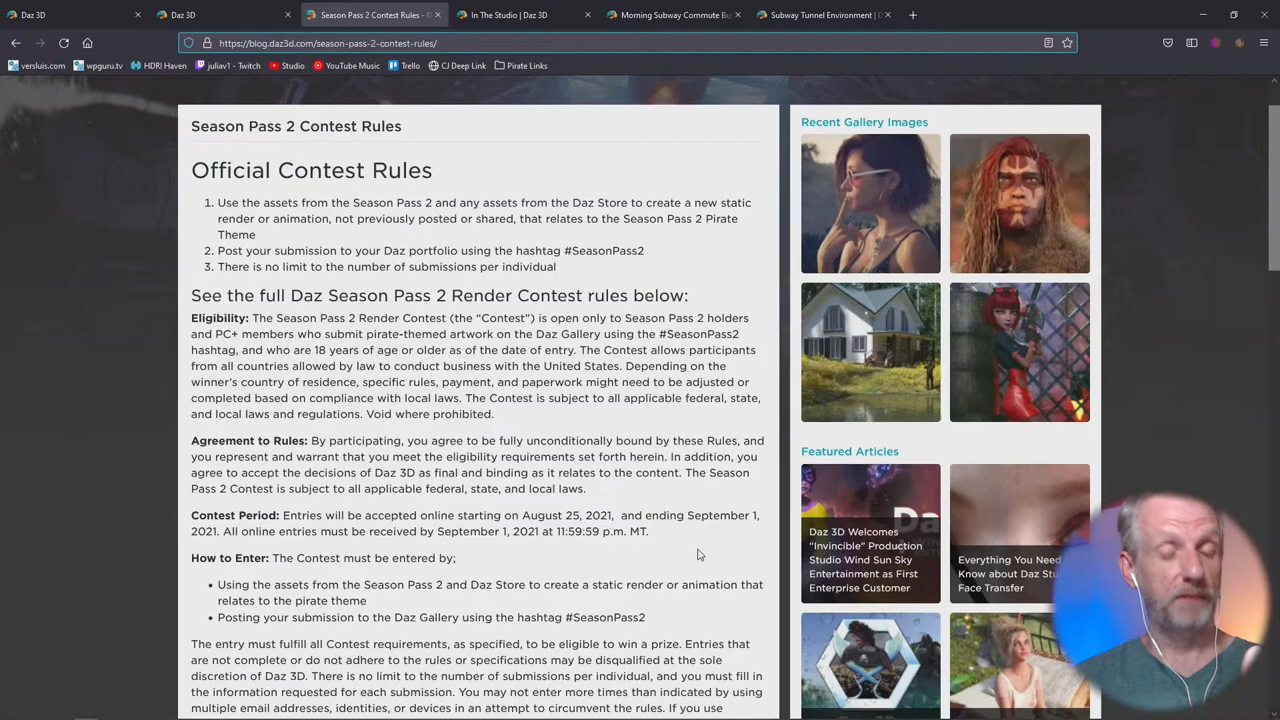 Daz 3D
Daz 3D
Season Pass 2 Contest Rules - D
In The Studio | Daz 3D
Morning Subway Commute Bu
Subway Tunnel Environment | D
https://blog.daz3d.com/season-pass-2-contest-rules/
versluis.com
wpguru.tv
HDRI Haven
juliav1 - Twitch
Studio
YouTube Music
Trello
CJ Deep Link
Pirate Links
Season Pass 2 Contest Rules
Official Contest Rules
1. Use the assets from the Season Pass 2 and any assets from the Daz Store to create a new static
render or animation, not previously posted or shared, that relates to the Season Pass 2 Pirate
Theme
2. Post your submission to your Daz portfolio using the hashtag #SeasonPass2
3. There is no limit to the number of submissions per individual
See the full Daz Season Pass 2 Render Contest rules below:
Eligibility: The Season Pass 2 Render Contest (the “Contest”) is open only to Season Pass 2 holders
and PC+ members who submit pirate-themed artwork on the Daz Gallery using the #SeasonPass2
hashtag, and who are 18 years of age or older as of the date of entry. The Contest allows participants
from all countries allowed by law to conduct business with the United States. Depending on the
winner’s country of residence, specific rules, payment, and paperwork might need to be adjusted or
completed based on compliance with local laws. The Contest is subject to all applicable federal, state,
and local laws and regulations. Void where prohibited.
Agreement to Rules: By participating, you agree to be fully unconditionally bound by these Rules, and
you represent and warrant that you meet the eligibility requirements set forth herein. In addition, you
agree to accept the decisions of Daz 3D as final and binding as it relates to the content. The Season
Pass 2 Contest is subject to all applicable federal, state, and local laws.
Contest Period: Entries will be accepted online starting on August 25, 2021, and ending September 1,
2021. All online entries must be received by September 1, 2021 at 11:59:59 p.m. MT.
How to Enter: The Contest must be entered by;
• Using the assets from the Season Pass 2 and Daz Store to create a static render or animation that
relates to the pirate theme
• Posting your submission to the Daz Gallery using the hashtag #SeasonPass2
The entry must fulfill all Contest requirements, as specified, to be eligible to win a prize. Entries that
are not complete or do not adhere to the rules or specifications may be disqualified at the sole
discretion of Daz 3D. There is no limit to the number of submissions per individual, and you must fill in
the information requested for each submission. You may not enter more times than indicated by using
multiple email addresses, identities, or devices in an attempt to circumvent the rules. If you use
Recent Gallery Images
Featured Articles
Daz 3D Welcomes
“Invincible” Production
Studio Wind Sun Sky
Entertainment as First
Enterprise Customer
Everything You Need
Know about Daz Stu
Face Transfer